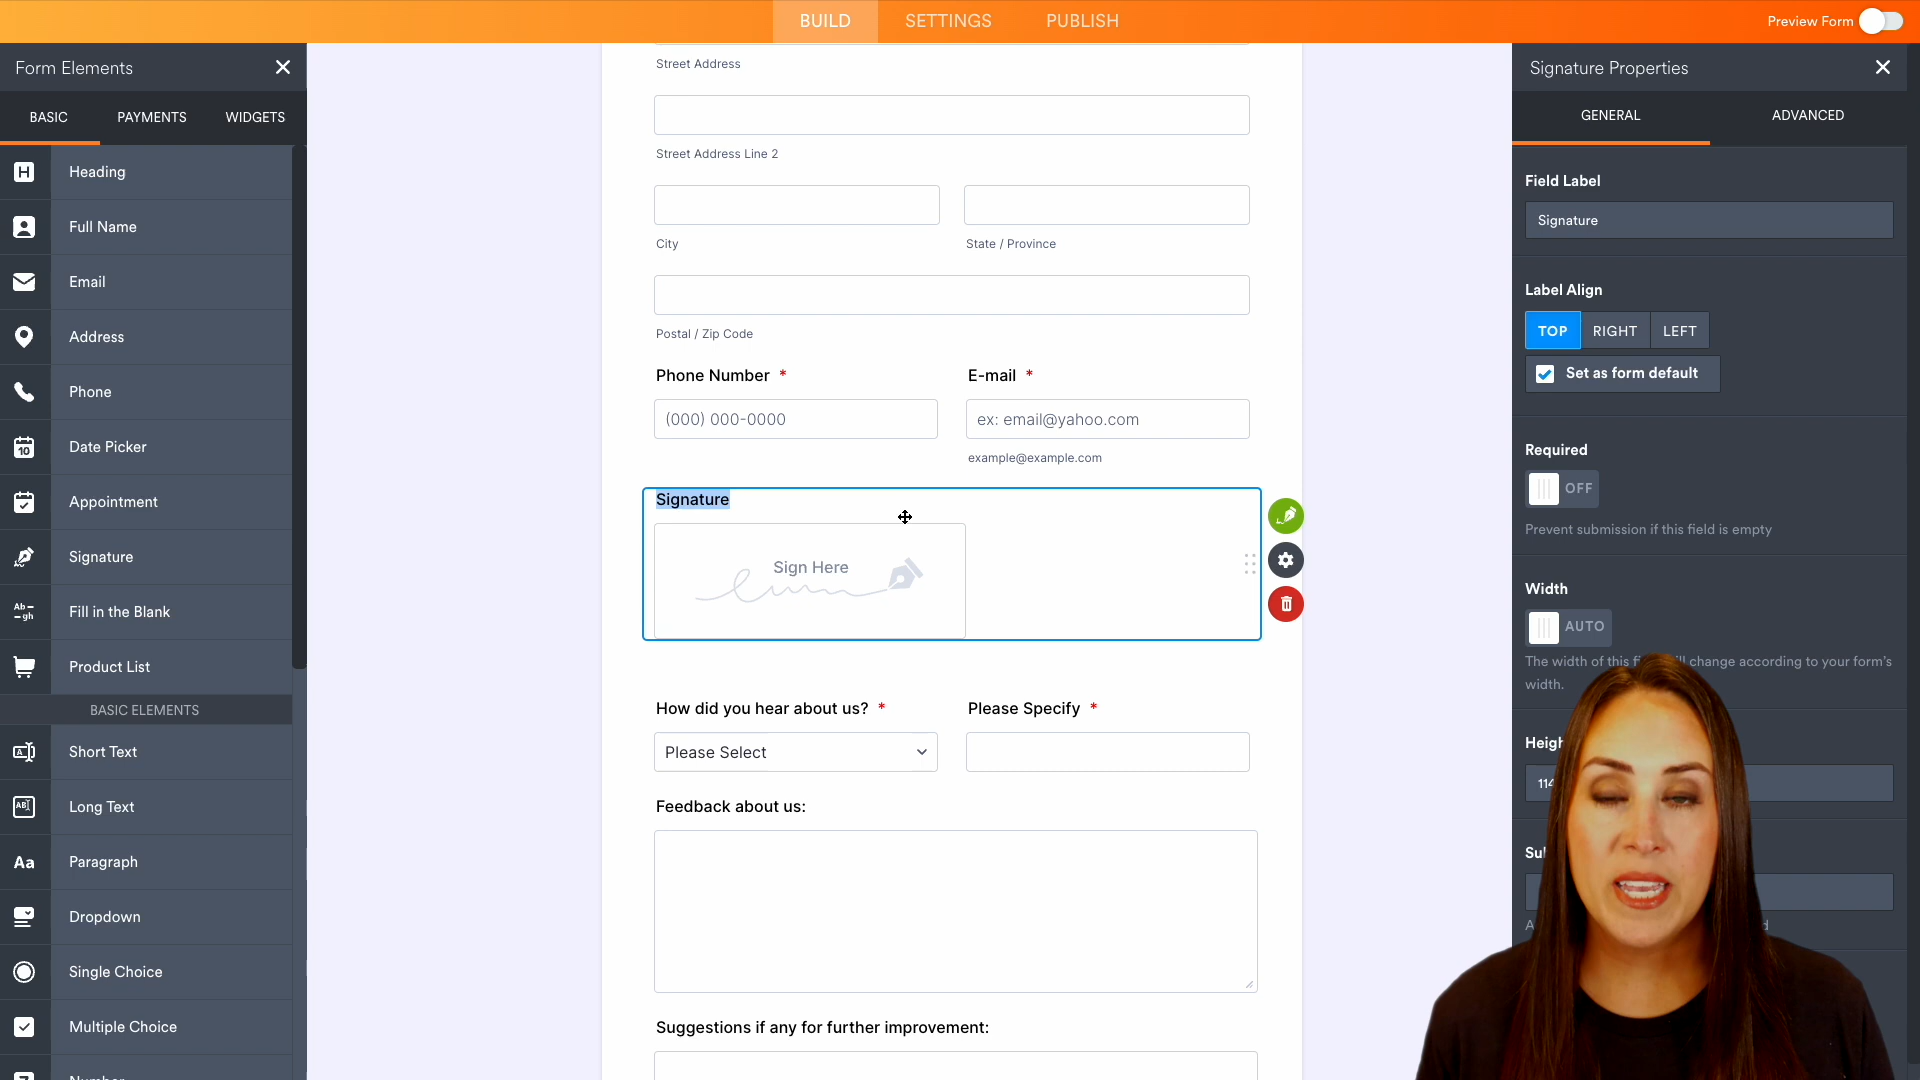 BUILD
SETTINGS
PUBLISH
Preview Form
Form Elements
BASIC
PAYMENTS
WIDGETS
H
Heading
Full Name
Email
Address
Phone
10
Date Picker
Appointment
Signature
Ab
gh
Fill in the Blank
Product List
BASIC ELEMENTS
Short Text
Long Text
Aa
Paragraph
Dropdown
Single Choice
Multiple Choice
Street Address
Street Address Line 2
City
State / Province
Postal / Zip Code
Phone Number *
E-mail *
(000) 000-0000
ex: email@yahoo.com
example@example.com
Signature
Sign Here
How did you hear about us? *
Please Specify *
Please Select
Feedback about us:
Suggestions if any for further improvement:
Signature Properties
GENERAL
ADVANCED
Field Label
Signature
Label Align
TOP
RIGHT
LEFT
Set as form default
Required
OFF
Prevent submission if this field is empty
Width
AUTO
The width of this change according to your form's
width.